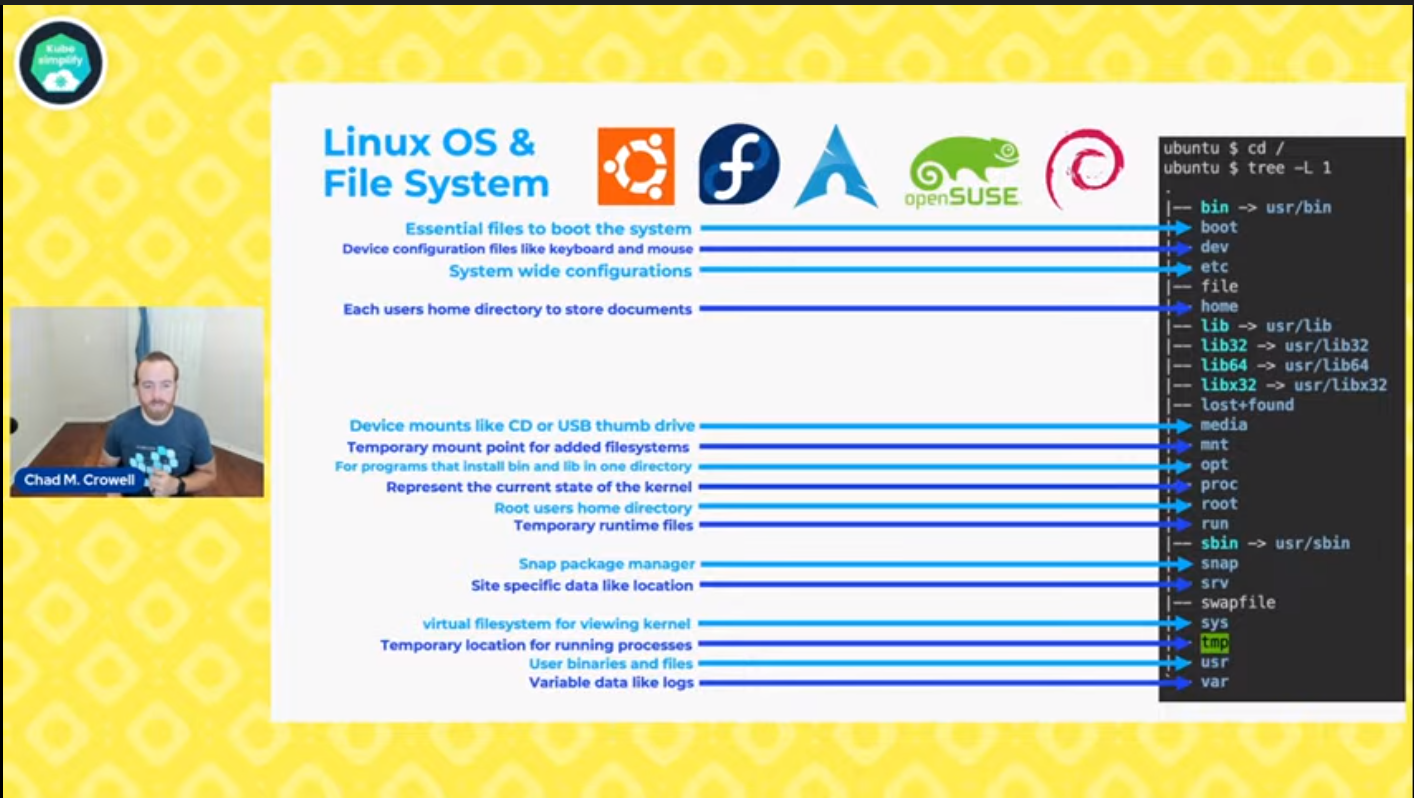 Kube
simplify
Linux OS &
File System
openSUSE
Essential files to boot the system
Device configuration files like keyboard and mouse
System wide configurations
Each users home directory to store documents
Device mounts like CD or USB thumb drive
Temporary mount point for added filesystems
For programs that install bin and lib in one directory
Represent the current state of the kernel
Root users home directory
Temporary runtime files
Snap package manager
Site specific data like location
virtual filesystem for viewing kernel
Temporary location for running processes
User binaries and files
Variable data like logs
ubuntu $ cd /
ubuntu $ tree -L 1
.
|-- bin -> usr/bin
|-- boot
|-- dev
|-- etc
|-- file
|-- home
|-- lib -> usr/lib
|-- lib32 -> usr/lib32
|-- lib64 -> usr/lib64
|-- libx32 -> usr/libx32
|-- lost+found
|-- media
|-- mnt
|-- opt
|-- proc
|-- root
|-- run
|-- sbin -> usr/sbin
|-- snap
|-- srv
|-- swapfile
|-- sys
|-- tmp
|-- usr
`-- var
Chad M. Crowell